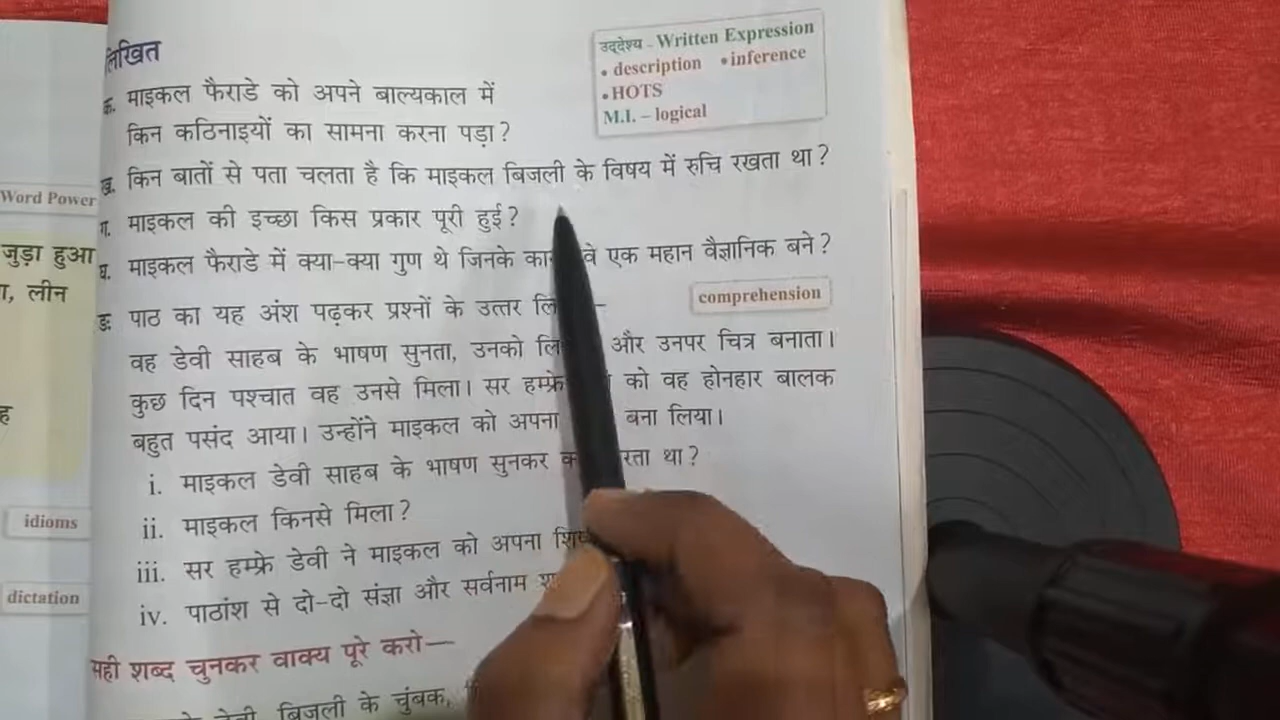 लिखित
उद्देश्य - Written Expression
• description • inference
• HOTS
M.I. – logical
क. माइकल फैराडे को अपने बाल्यकाल में
किन कठिनाइयों का सामना करना पड़ा?
ख. किन बातों से पता चलता है कि माइकल बिजली के विषय में रुचि रखता था?
ग. माइकल की इच्छा किस प्रकार पूरी हुई?
घ. माइकल फैराडे में क्या-क्या गुण थे जिनके वे एक महान वैज्ञानिक बने?
comprehension
ङ पाठ का यह अंश पढ़कर प्रश्नों के उत्तर
वह डेवी साहब के भाषण सुनता, उनको और उनपर चित्र बनाता।
कुछ दिन पश्चात वह उनसे मिला। सर हम्फ्रे को वह होनहार बालक
बहुत पसंद आया। उन्होंने माइकल को अपना बना लिया।
i. माइकल डेवी साहब के भाषण सुनकर था?
ii. माइकल किनसे मिला?
iii. सर हम्फ्रे डेवी ने माइकल को अपना
iv. पाठांश से दो-दो संज्ञा और सर्वनाम
सही शब्द चुनकर वाक्य पूरे करो—
डेवी, बिजली के चुंबक,
Word Power
जुड़ा हुआ
लीन
idioms
dictation